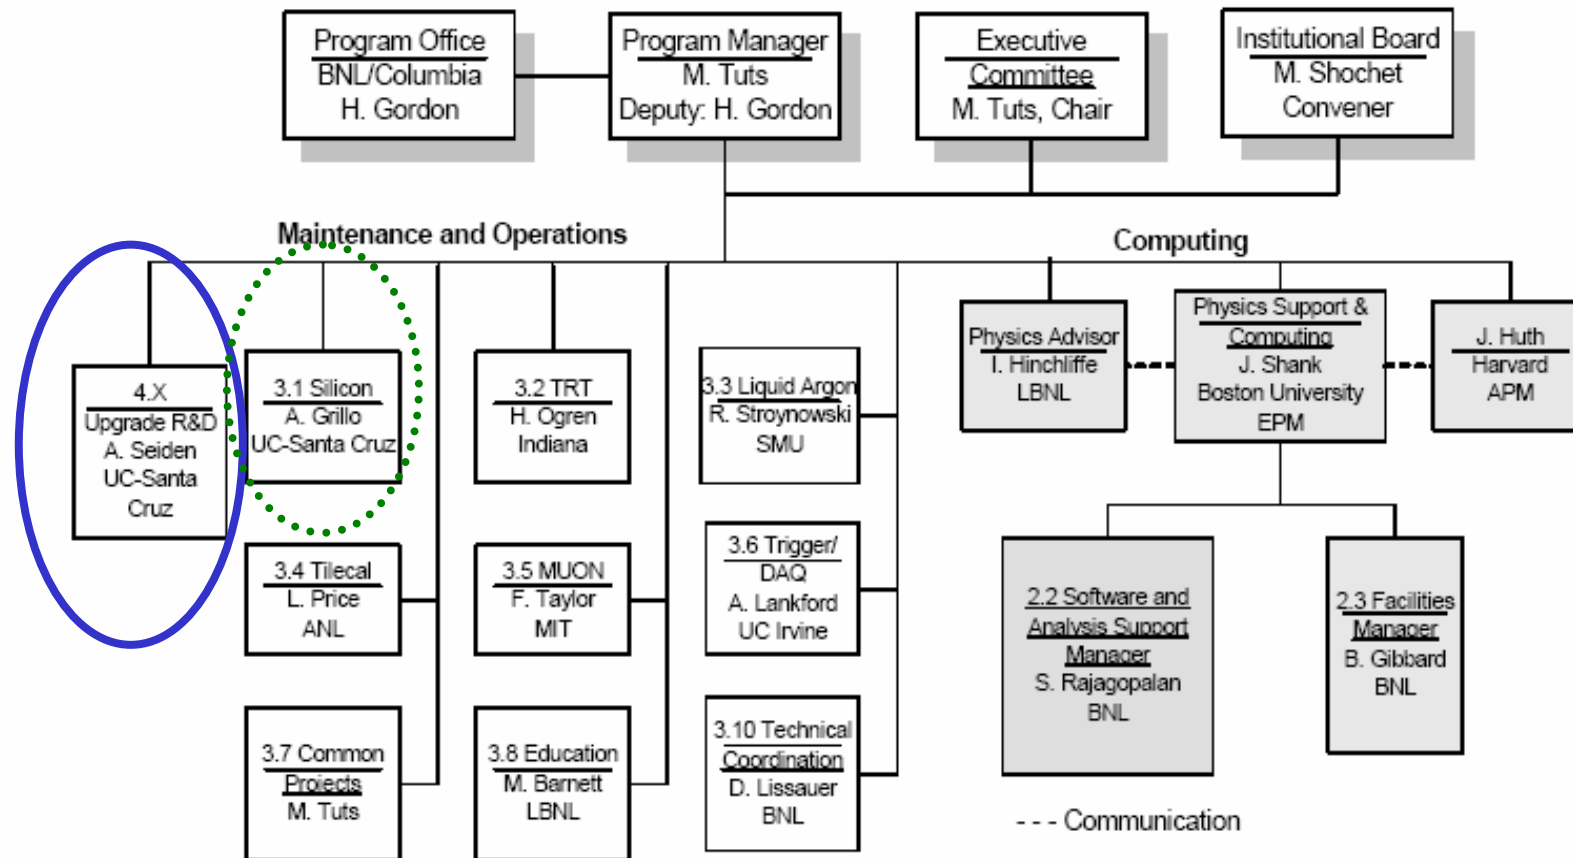 Program Office
BNL/Columbia
H. Gordon
Program Manager
M. Tuts
Deputy: H. Gordon
Executive
Committee
M. Tuts, Chair
Institutional Board
M. Shochet
Convener
Maintenance and Operations
Computing
4.X
Upgrade R&D
A. Seiden
UC-Santa
Cruz
3.1 Silicon
A. Grillo
UC-Santa Cruz
3.2 TRT
H. Ogren
Indiana
3.3 Liquid Argon
R. Stroynowski
SMU
Physics Advisor
I. Hinchliffe
LBNL
Physics Support &
Computing
J. Shank
Boston University
EPM
J. Huth
Harvard
APM
3.4 Tilecal
L. Price
ANL
3.5 MUON
F. Taylor
MIT
3.6 Trigger/
DAQ
A. Lankford
UC Irvine
2.2 Software and
Analysis Support
Manager
S. Rajagopalan
BNL
2.3 Facilities
Manager
B. Gibbard
BNL
3.7 Common
Projects
M. Tuts
3.8 Education
M. Barnett
LBNL
3.10 Technical
Coordination
D. Lissauer
BNL
--- Communication